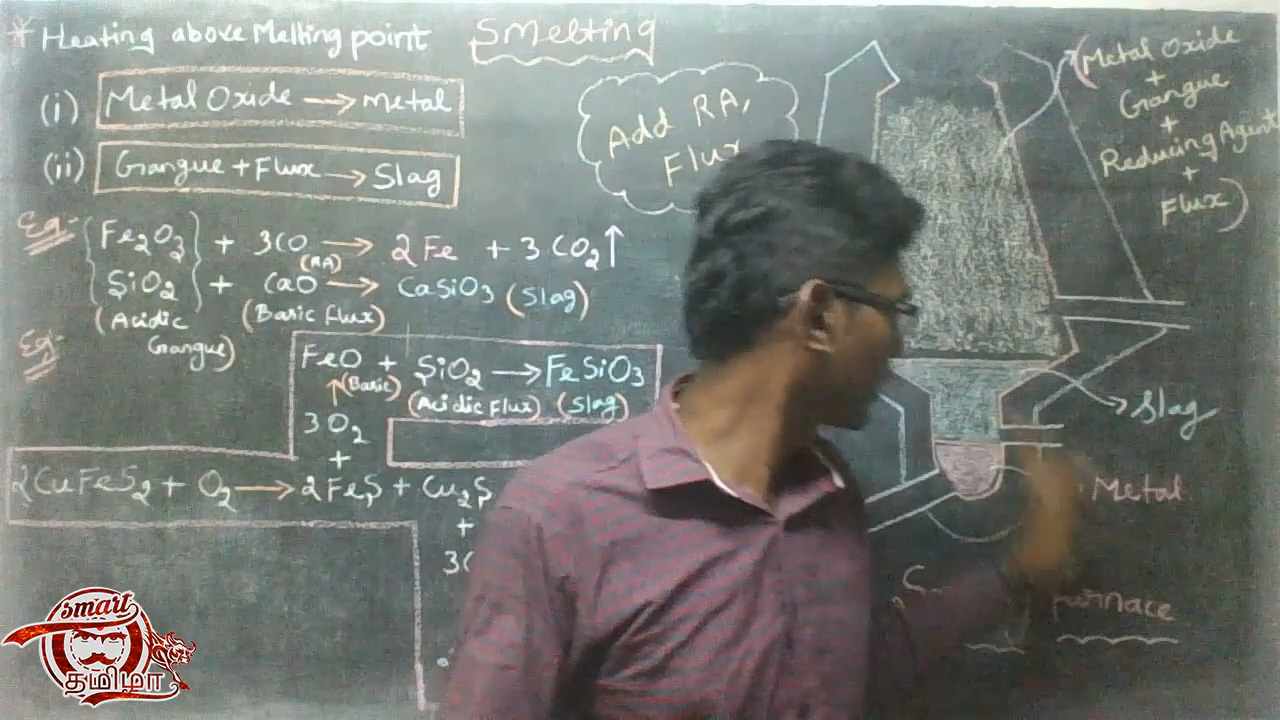 * Heating above Melting point
Smelting
(i) Metal Oxide → Metal
(ii) Gangue + Flux → Slag
Eg:- { Fe₂O₃ } + 3CO → 2Fe + 3CO₂↑
(RA)
SiO₂ + CaO → CaSiO₃ (Slag)
(Acidic Gangue) (Basic Flux)
Eg:-
FeO + SiO₂ → FeSiO₃
↑ (Basic) (Acidic Flux) (Slag)
3O₂
+
2CuFeS₂ + O₂ → 2FeS + Cu₂S
+
Add RA,
Flux
(Metal Oxide
+
Gangue
+
Reducing Agent
+
Flux)
Slag
Metal
furnace
smart
தமிழா